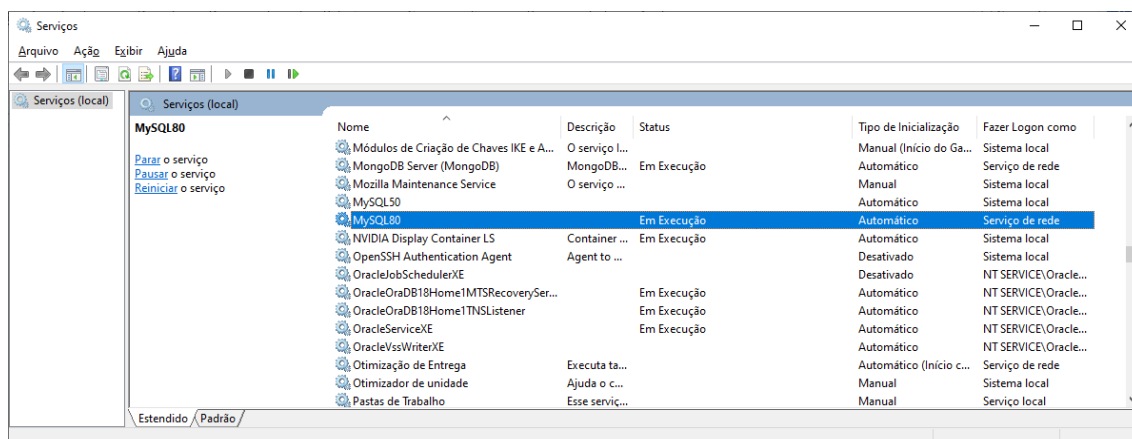 Serviços
Arquivo Ação Exibir Ajuda
Serviços (local)
Serviços (local)
MySQL80
Parar o serviço
Pausar o serviço
Reiniciar o serviço
Nome Descrição Status Tipo de Inicialização Fazer Logon como
Módulos de Criação de Chaves IKE e A... O serviço I... Manual (Início do Ga... Sistema local
MongoDB Server (MongoDB) MongoDB... Em Execução Automático Serviço de rede
Mozilla Maintenance Service O serviço ... Manual Sistema local
MySQL50 Automático Sistema local
MySQL80 Em Execução Automático Serviço de rede
NVIDIA Display Container LS Container ... Em Execução Automático Sistema local
OpenSSH Authentication Agent Agent to ... Desativado Sistema local
OracleJobSchedulerXE Desativado NT SERVICE\Oracle...
OracleOraDB18Home1MTSRecoverySer... Em Execução Automático NT SERVICE\Oracle...
OracleOraDB18Home1TNSListener Em Execução Automático NT SERVICE\Oracle...
OracleServiceXE Em Execução Automático NT SERVICE\Oracle...
OracleVssWriterXE Automático NT SERVICE\Oracle...
Otimização de Entrega Executa ta... Automático (Início c... Serviço de rede
Otimizador de unidade Ajuda o c... Manual Sistema local
Pastas de Trabalho Esse serviç... Manual Serviço local
Estendido Padrão